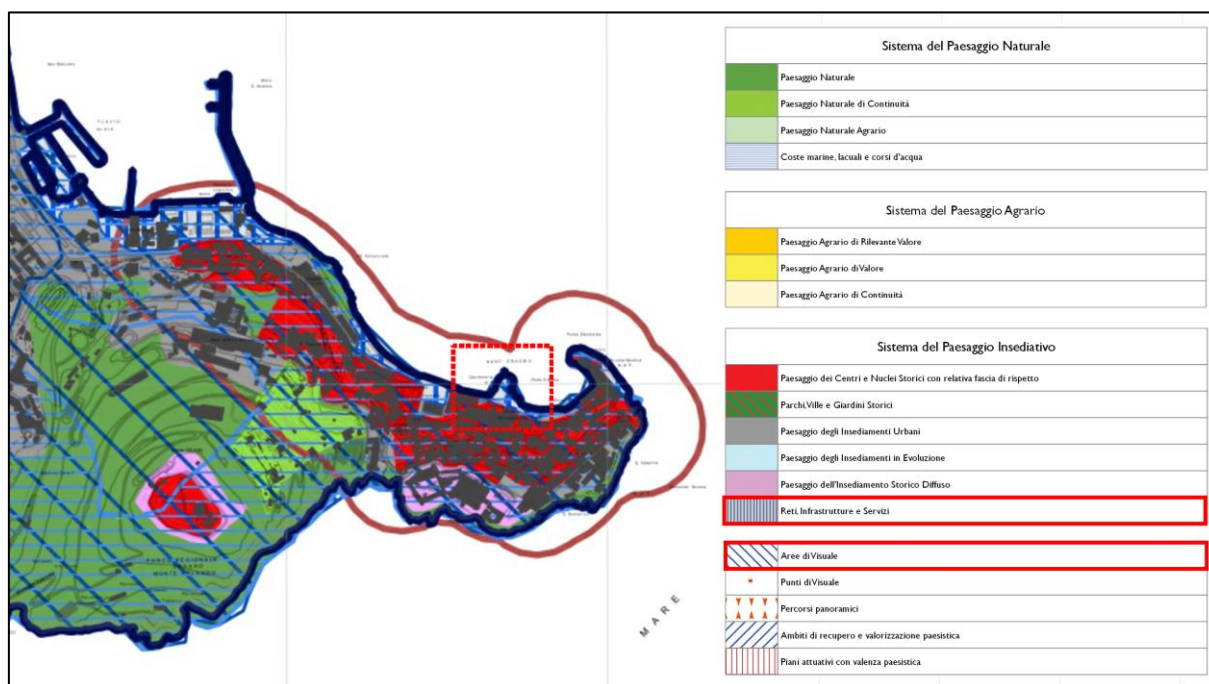 Sistema del Paesaggio Naturale
Paesaggio Naturale
Paesaggio Naturale di Continuità
Paesaggio Naturale Agrario
Coste marine, lacuali e corsi d'acqua
Sistema del Paesaggio Agrario
Paesaggio Agrario di Rilevante Valore
Paesaggio Agrario di Valore
Paesaggio Agrario di Continuità
Sistema del Paesaggio Insediativo
Paesaggio dei Centri e Nuclei Storici con relativa fascia di rispetto
Parchi, Ville e Giardini Storici
Paesaggio degli Insediamenti Urbani
Paesaggio degli Insediamenti in Evoluzione
Paesaggio dell'Insediamento Storico Diffuso
Reti, Infrastrutture e Servizi
Aree di Visuale
Punti di Visuale
Percorsi panoramici
Ambiti di recupero e valorizzazione paesistica
Piani attuativi con valenza paesistica
PARCO REGIONALE
MONTE ORLANDO
MARE